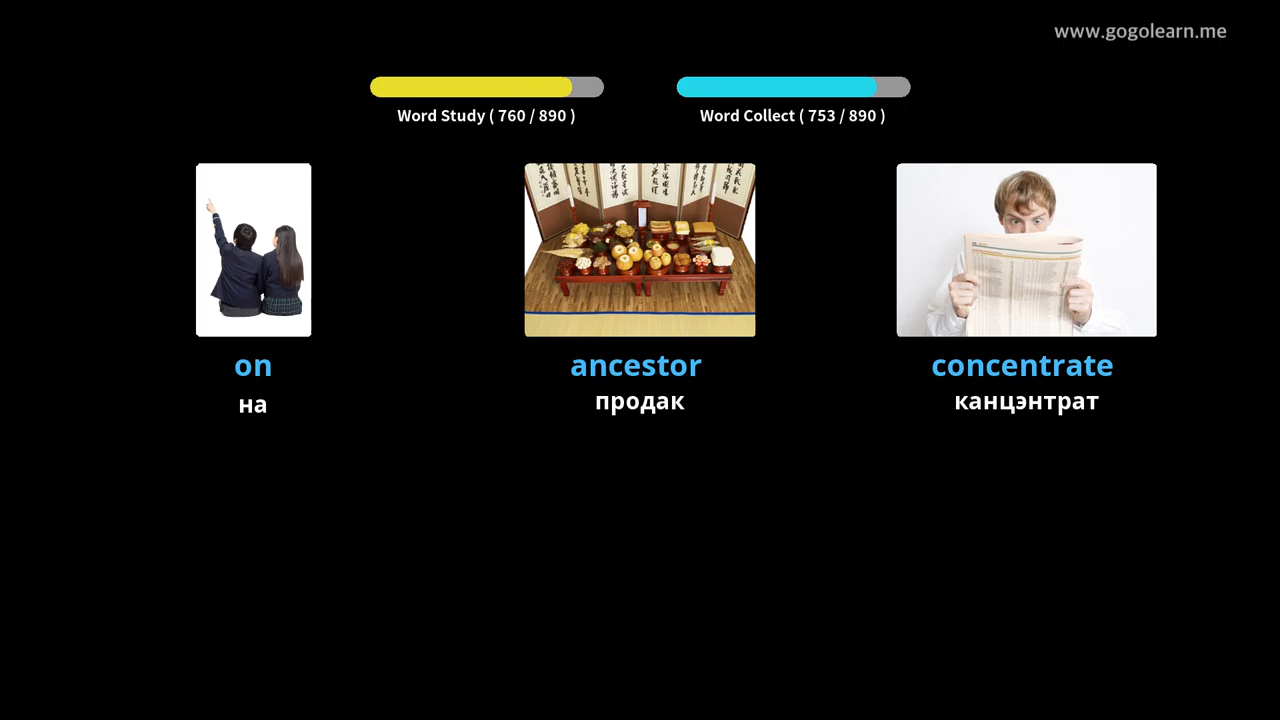 www.gogolearn.me
Word Study ( 760 / 890 )
Word Collect ( 753 / 890 )
on
на
ancestor
продак
concentrate
канцэнтрат